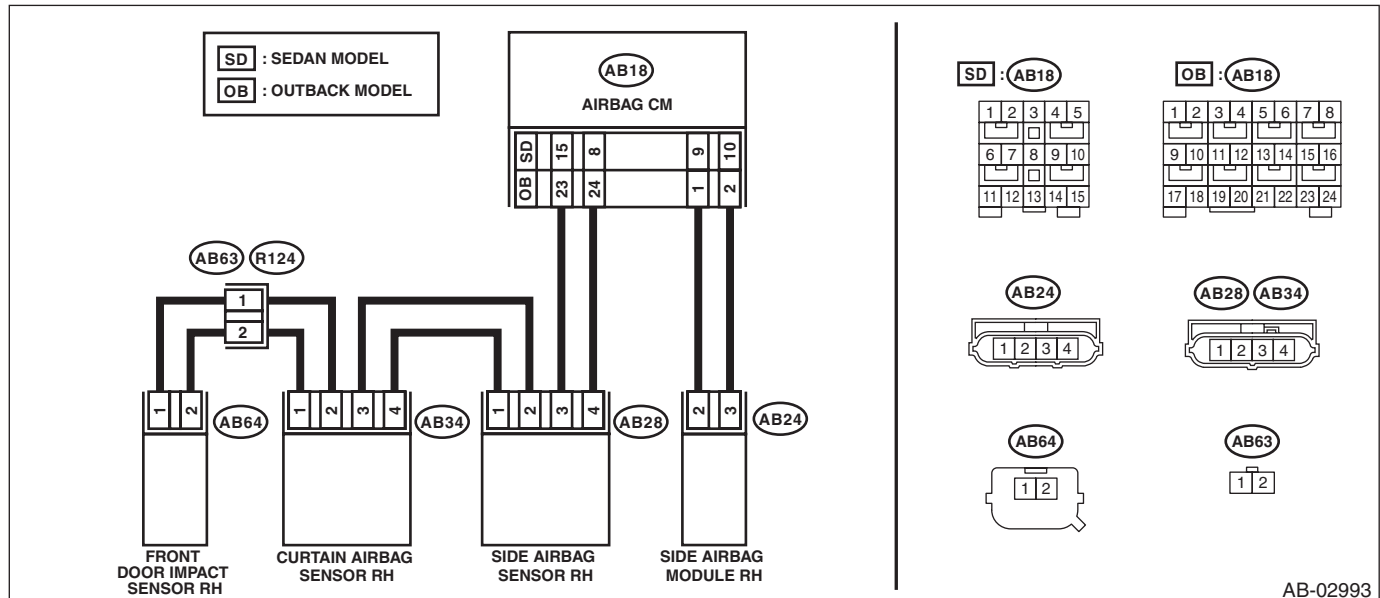 SD : SEDAN MODEL
OB : OUTBACK MODEL
AB18
AIRBAG CM
SD 15 8 9 10
OB 23 24 1 2
AB63 R124
1
2
1 2 AB64
1 2 3 4 AB34
1 2 3 4 AB28
2 3 AB24
FRONT
DOOR IMPACT
SENSOR RH
CURTAIN AIRBAG
SENSOR RH
SIDE AIRBAG
SENSOR RH
SIDE AIRBAG
MODULE RH
SD : AB18
1 2 3 4 5
6 7 8 9 10
11 12 13 14 15
OB : AB18
1 2 3 4 5 6 7 8
9 10 11 12 13 14 15 16
17 18 19 20 21 22 23 24
AB24
1 2 3 4
AB28 AB34
1 2 3 4
AB64
1 2
AB63
1 2
AB-02993